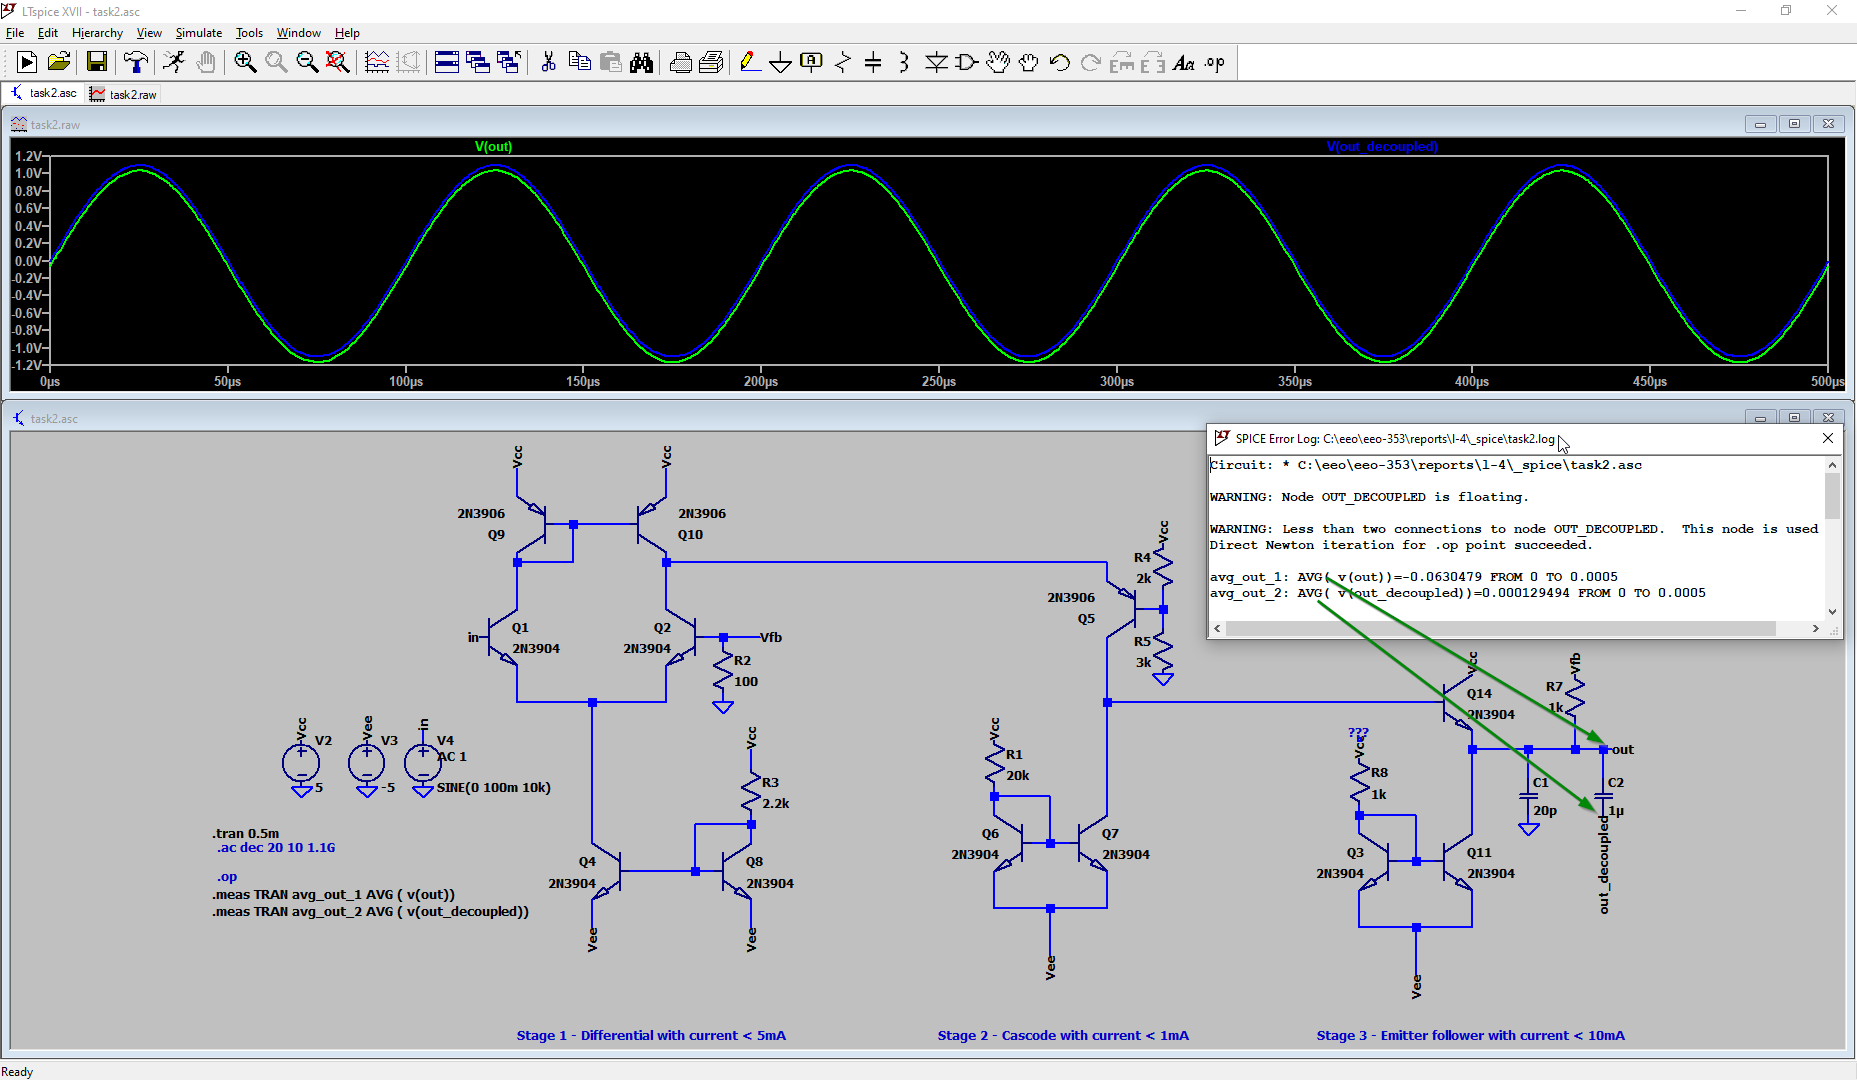 LTspice XVII - task2.asc
File Edit Hierarchy View Simulate Tools Window Help
.op
task2.asc task2.raw
task2.raw
V(out) V(out_decoupled)
1.2V
1.0V
0.8V
0.6V
0.4V
0.2V
0.0V
-0.2V
-0.4V
-0.6V
-0.8V
-1.0V
-1.2V
0µs 50µs 100µs 150µs 200µs 250µs 300µs 350µs 400µs 450µs 500µs
task2.asc
SPICE Error Log: C:\eeo\eeo-353\reports\l-4\_spice\task2.log
Circuit: * C:\eeo\eeo-353\reports\l-4\_spice\task2.asc
WARNING: Node OUT_DECOUPLED is floating.
WARNING: Less than two connections to node OUT_DECOUPLED. This node is used
Direct Newton iteration for .op point succeeded.
avg_out_1: AVG( v(out))=-0.0630479 FROM 0 TO 0.0005
avg_out_2: AVG( v(out_decoupled))=0.000129494 FROM 0 TO 0.0005
Vcc
Vcc
2N3906
Q9
2N3906
Q10
in
Q1
2N3904
Q2
2N3904
Vfb
R2
100
Vcc
V2
5
Vee
V3
-5
in
V4
AC 1
SINE(0 100m 10k)
Vcc
R3
2.2k
Q4
2N3904
Q8
2N3904
Vee
Vee
.tran 0.5m
.ac dec 20 10 1.1G
.op
.meas TRAN avg_out_1 AVG ( v(out))
.meas TRAN avg_out_2 AVG ( v(out_decoupled))
Vcc
R4
2k
2N3906
Q5
R5
3k
Vcc
R1
20k
Q6
2N3904
Q7
2N3904
Vee
Vcc
Q14
2N3904
Vfb
R7
1k
out
???
Vcc
R8
1k
C1
20p
C2
1µ
out_decoupled
Q3
2N3904
Q11
2N3904
Vee
Stage 1 - Differential with current < 5mA
Stage 2 - Cascode with current < 1mA
Stage 3 - Emitter follower with current < 10mA
Ready